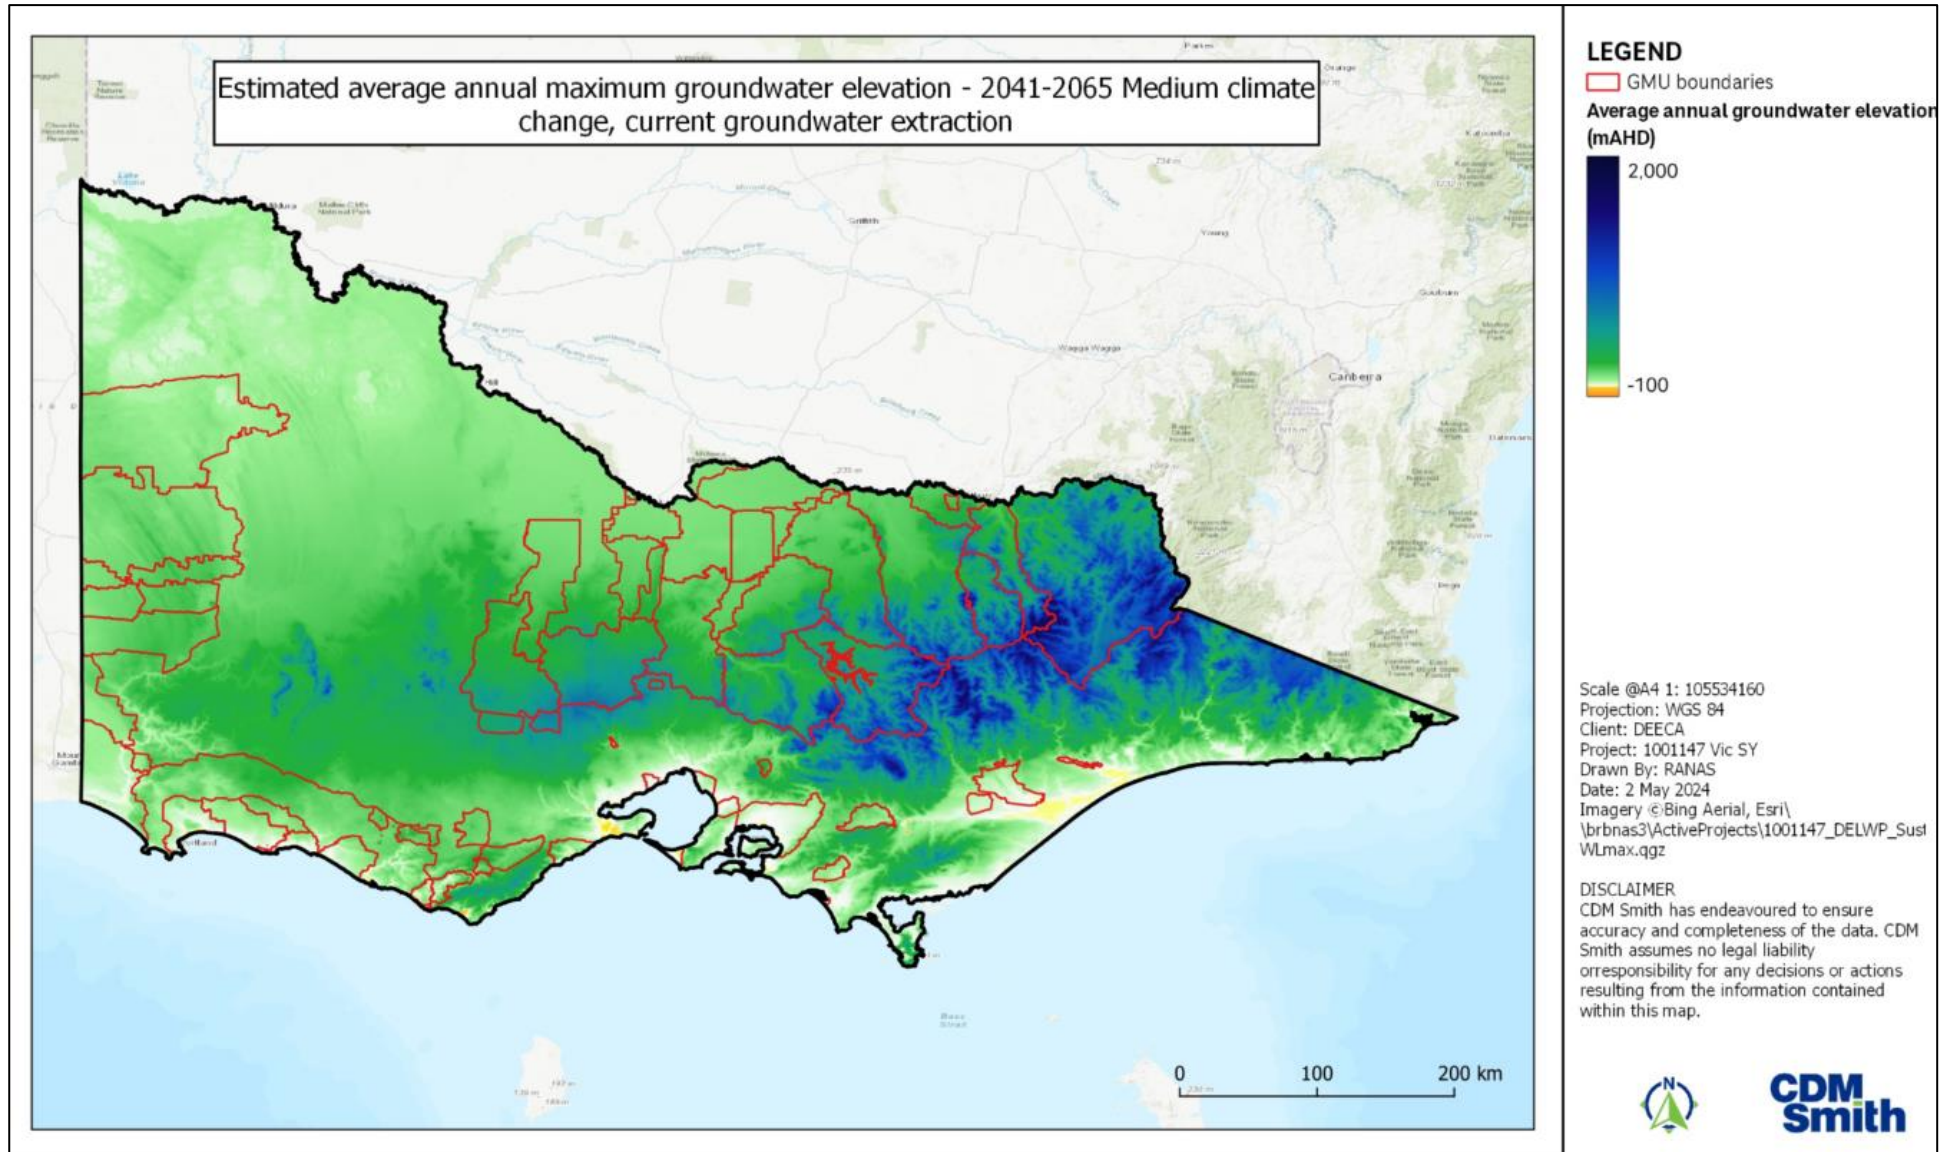 Estimated average annual maximum groundwater elevation - 2041-2065 Medium climate
change, current groundwater extraction
LEGEND
GMU boundaries
Average annual groundwater elevation
(mAHD)
2,000
-100
Griffith
Young
Wagga Wagga
Canberra
Goulburn
Bega
Bass
Strait
0 100 200 km
Scale @A4 1: 105534160
Projection: WGS 84
Client: DEECA
Project: 1001147 Vic SY
Drawn By: RANAS
Date: 2 May 2024
Imagery ©Bing Aerial, Esri\
\brbnas3\ActiveProjects\1001147_DELWP_Sust
WLmax.qgz
DISCLAIMER
CDM Smith has endeavoured to ensure
accuracy and completeness of the data. CDM
Smith assumes no legal liability
orresponsibility for any decisions or actions
resulting from the information contained
within this map.
N
CDM
Smith